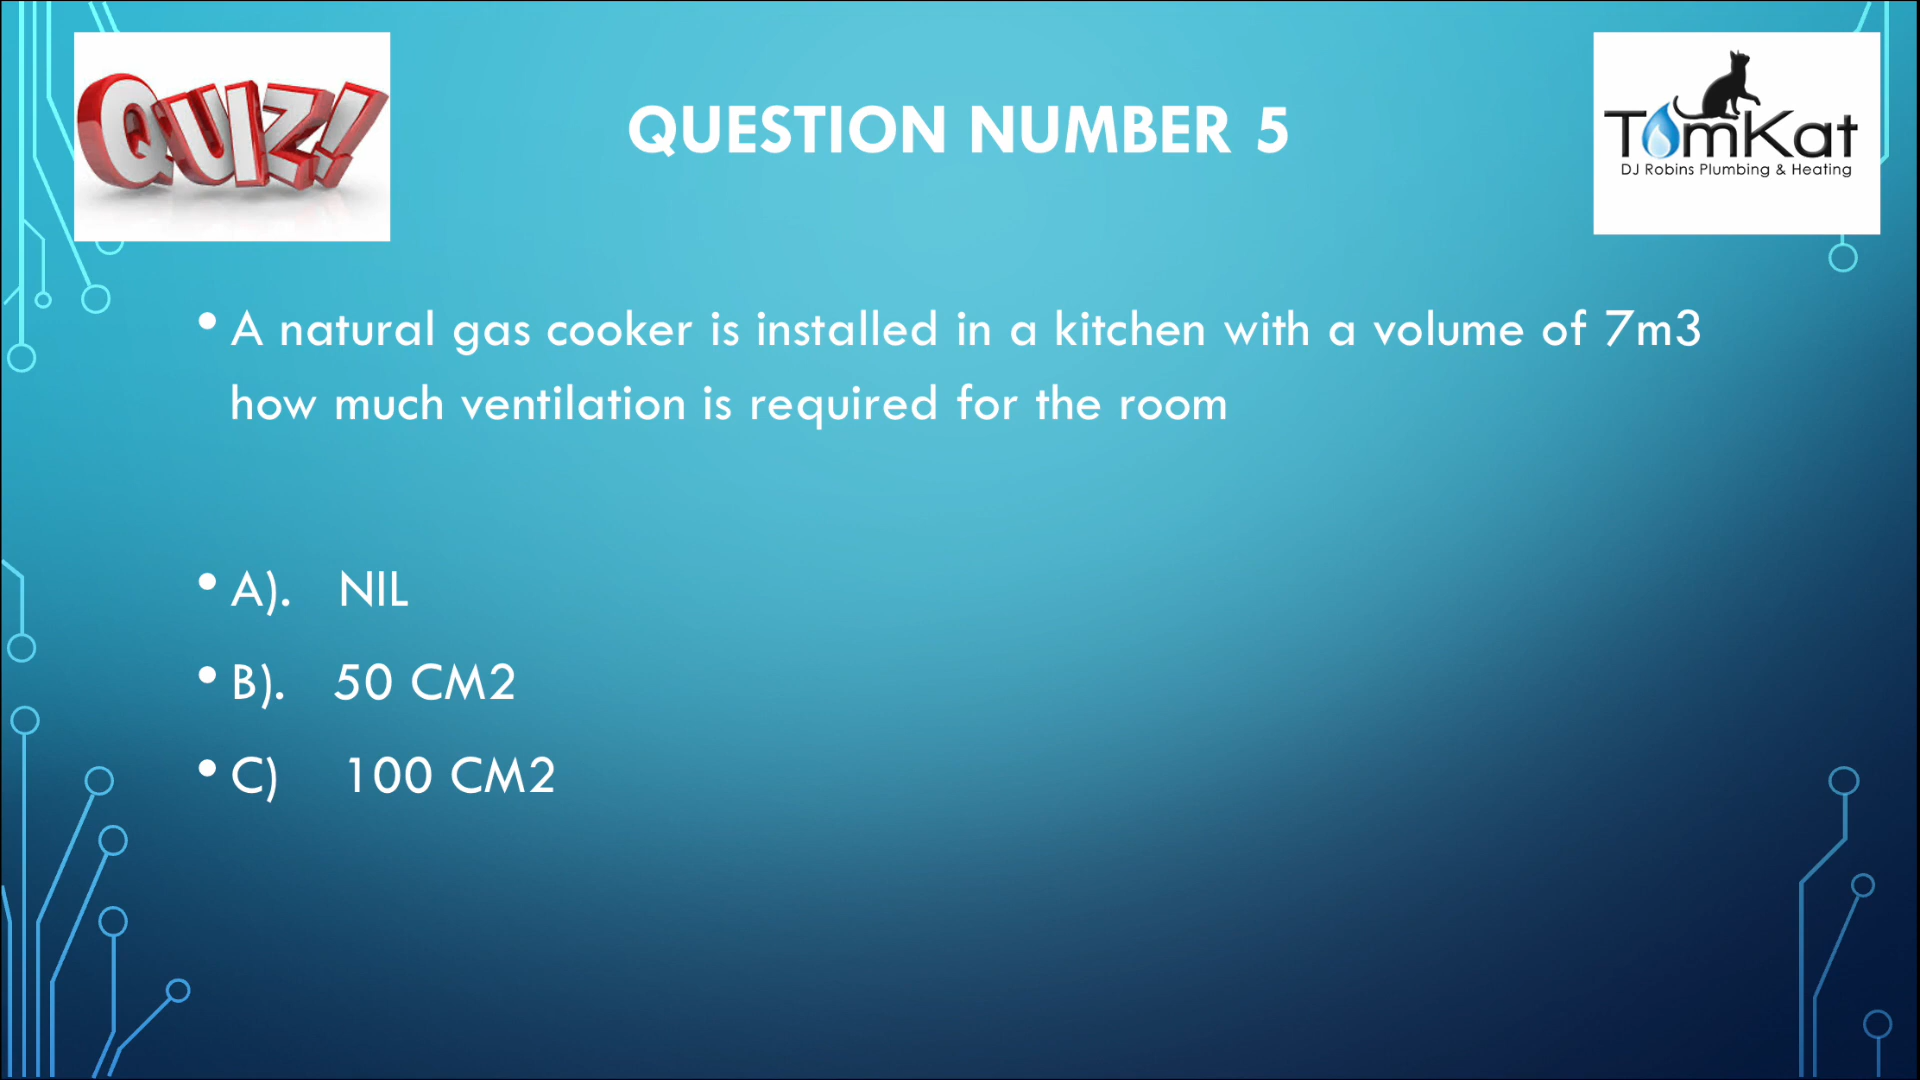 QUIZ!
QUESTION NUMBER 5
TomKat
DJ Robins Plumbing & Heating
• A natural gas cooker is installed in a kitchen with a volume of 7m3
how much ventilation is required for the room
• A). NIL
• B). 50 CM2
• C) 100 CM2